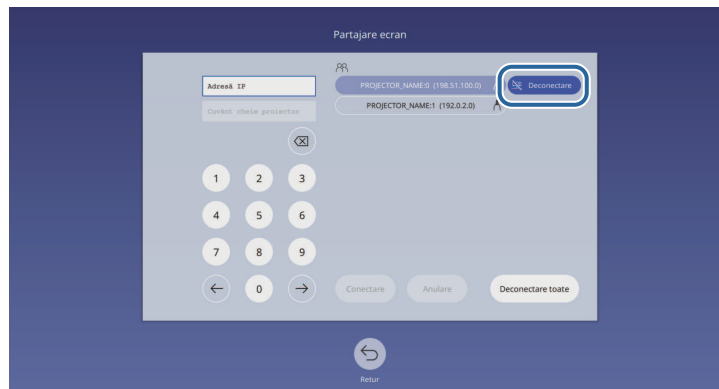 Partajare ecran
Adresă IP
Cuvânt cheie proiector
PROJECTOR_NAME:0 (198.51.100.0)
Deconectare
PROJECTOR_NAME:1 (192.0.2.0)
1 2 3
4 5 6
7 8 9
0
Conectare
Anulare
Deconectare toate
Retur